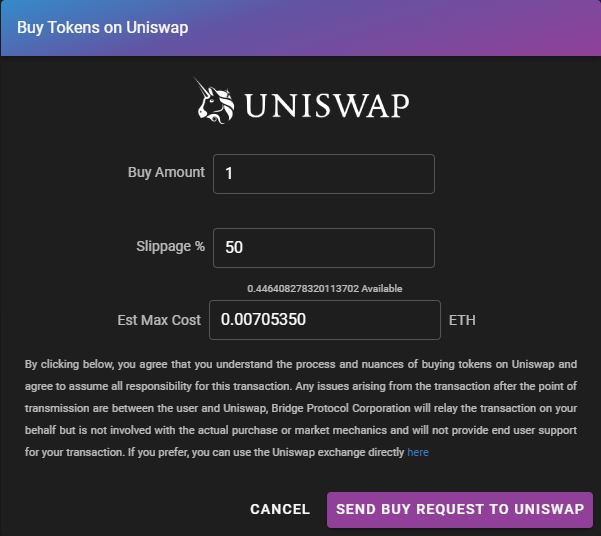 Buy Tokens on Uniswap
UNISWAP
Buy Amount 1
Slippage % 50
0.446408278320113702 Available
Est Max Cost 0.00705350 ETH
By clicking below, you agree that you understand the process and nuances of buying tokens on Uniswap and
agree to assume all responsibility for this transaction. Any issues arising from the transaction after the point of
transmission are between the user and Uniswap, Bridge Protocol Corporation will relay the transaction on your
behalf but is not involved with the actual purchase or market mechanics and will not provide end user support
for your transaction. If you prefer, you can use the Uniswap exchange directly here
CANCEL SEND BUY REQUEST TO UNISWAP